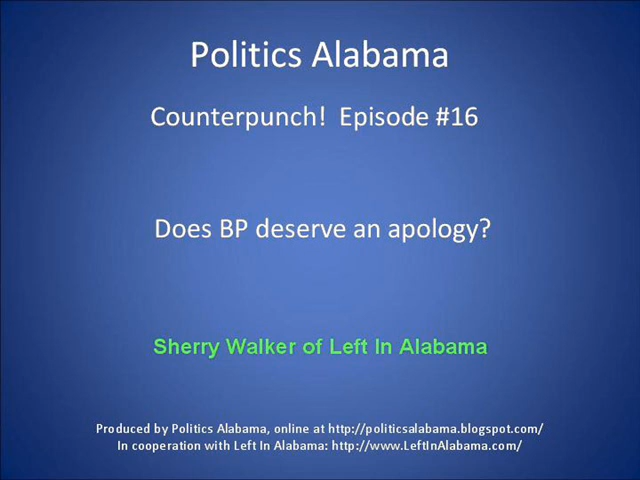 Politics Alabama
Counterpunch!  Episode #16
Does BP deserve an apology?
Sherry Walker of Left In Alabama
Produced by Politics Alabama, online at http://politicsalabama.blogspot.com/
In cooperation with Left In Alabama: http://www.LeftInAlabama.com/